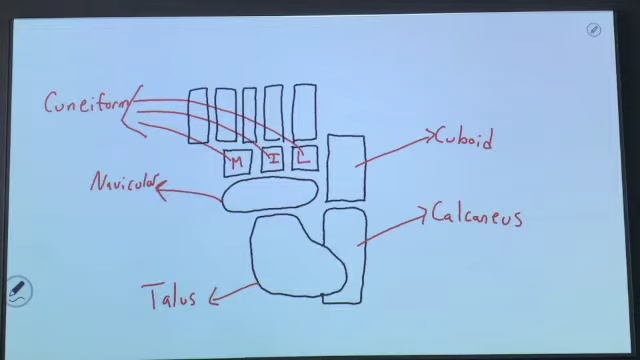 Cuneiform
M I L
Cuboid
Navicular
Calcaneus
Talus